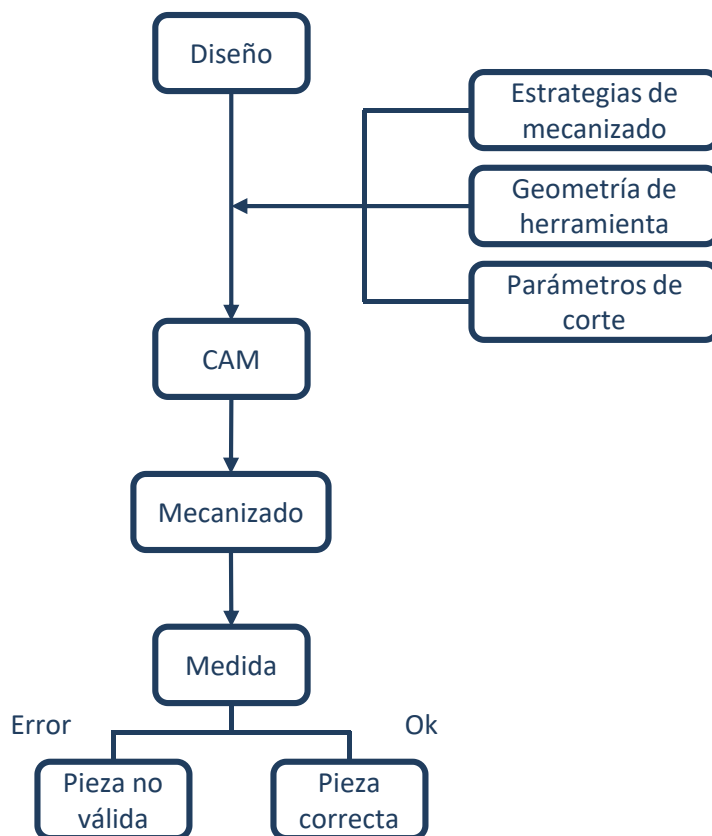 Diseño
Estrategias de
mecanizado
Geometría de
herramienta
Parámetros de
corte
CAM
Mecanizado
Medida
Error
Ok
Pieza no
válida
Pieza
correcta